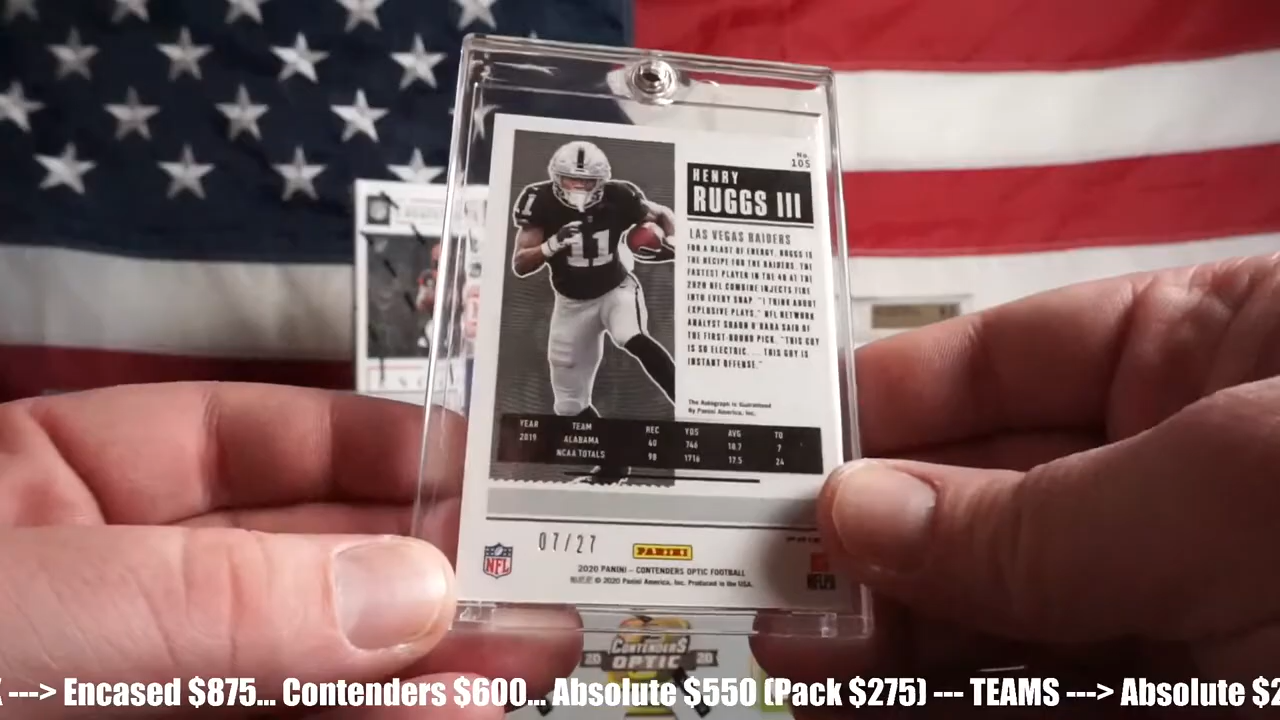 No.
105
HENRY
RUGGS III
LAS VEGAS RAIDERS
FOR A BLAST OF ENERGY, RUGGS IS
THE RECIPE FOR THE RAIDERS. THE
FASTEST PLAYER IN THE 40 AT THE
2020 NFL COMBINE INJECTS FIRE
INTO EVERY SNAP. "I THINK ABOUT
EXPLOSIVE PLAYS," NFL NETWORK
ANALYST SHAUN O'HARA SAID OF
THE FIRST-ROUND PICK. "THIS GUY
IS SO ELECTRIC. ... THIS GUY IS
INSTANT OFFENSE."
11
The Autograph is Guaranteed
By Panini America, Inc.
YEAR TEAM REC YDS AVG TD
2019 ALABAMA 40 746 18.7 7
NCAA TOTALS 98 1716 17.5 24
07/27
PANINI
NFL
NFLPA
2020 PANINI – CONTENDERS OPTIC FOOTBALL
© 2020 Panini America, Inc. Produced in the USA.
CONTENDERS
20 OPTIC 20
---> Encased $875... Contenders $600... Absolute $550 (Pack $275) --- TEAMS ---> Absolute $2